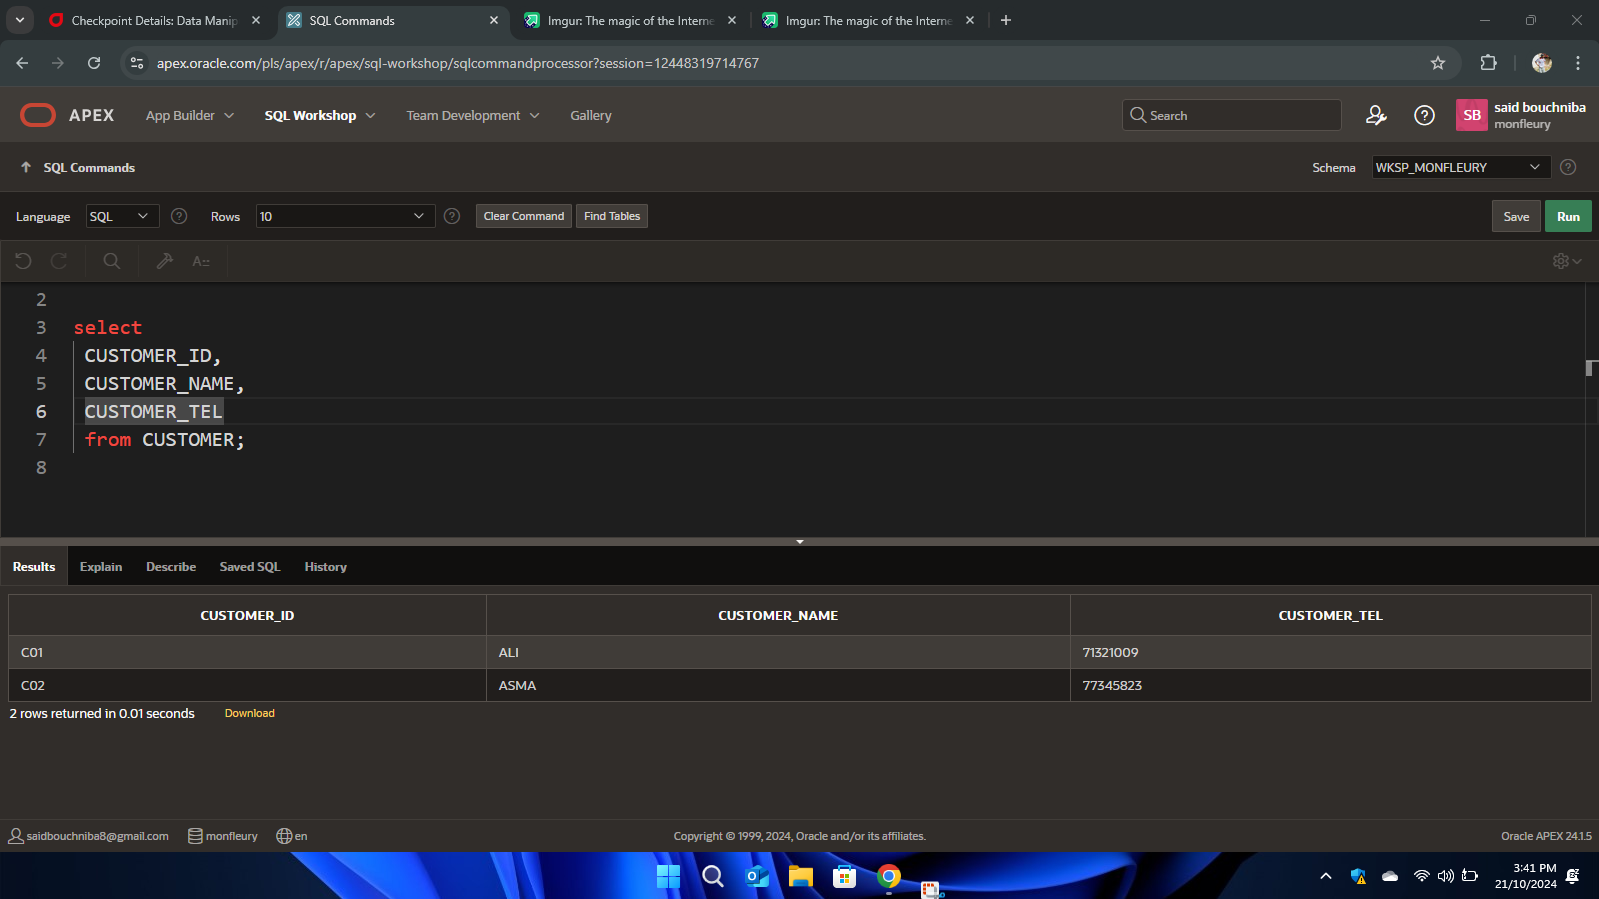 Checkpoint Details: Data Manip
SQL Commands
Imgur: The magic of the Interne
Imgur: The magic of the Interne
apex.oracle.com/pls/apex/r/apex/sql-workshop/sqlcommandprocessor?session=12448319714767
APEX
App Builder
SQL Workshop
Team Development
Gallery
Search
SB
said bouchniba
monfleury
SQL Commands
Schema
WKSP_MONFLEURY
Language
SQL
Rows
10
Clear Command
Find Tables
Save
Run
A::
2
3 select
4 CUSTOMER_ID,
5 CUSTOMER_NAME,
6 CUSTOMER_TEL
7 from CUSTOMER;
8
Results Explain Describe Saved SQL History
CUSTOMER_ID CUSTOMER_NAME CUSTOMER_TEL
C01 ALI 71321009
C02 ASMA 77345823
2 rows returned in 0.01 seconds Download
saidbouchniba8@gmail.com monfleury en
Copyright © 1999, 2024, Oracle and/or its affiliates.
Oracle APEX 24.1.5
3:41 PM
21/10/2024